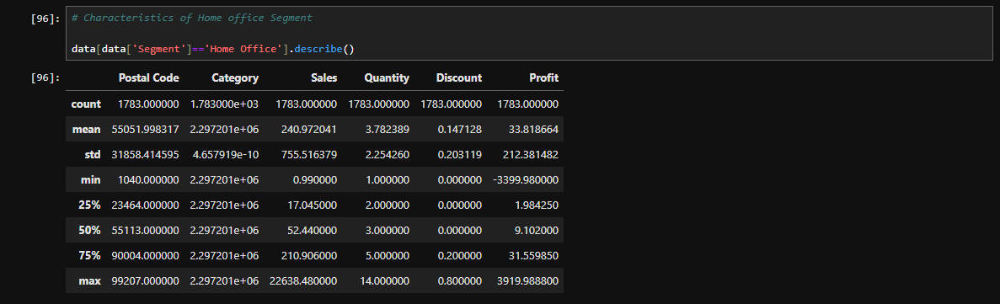 [96]: # Characteristics of Home office Segment
data[data['Segment']=='Home Office'].describe()
[96]: Postal Code Category Sales Quantity Discount Profit
count 1783.000000 1.783000e+03 1783.000000 1783.000000 1783.000000 1783.000000
mean 55051.998317 2.297201e+06 240.972041 3.782389 0.147128 33.818664
std 31858.414595 4.657919e-10 755.516379 2.254260 0.203119 212.381482
min 1040.000000 2.297201e+06 0.990000 1.000000 0.000000 -3399.980000
25% 23464.000000 2.297201e+06 17.045000 2.000000 0.000000 1.984250
50% 55113.000000 2.297201e+06 52.440000 3.000000 0.000000 9.102000
75% 90004.000000 2.297201e+06 210.906000 5.000000 0.200000 31.559850
max 99207.000000 2.297201e+06 22638.480000 14.000000 0.800000 3919.988800